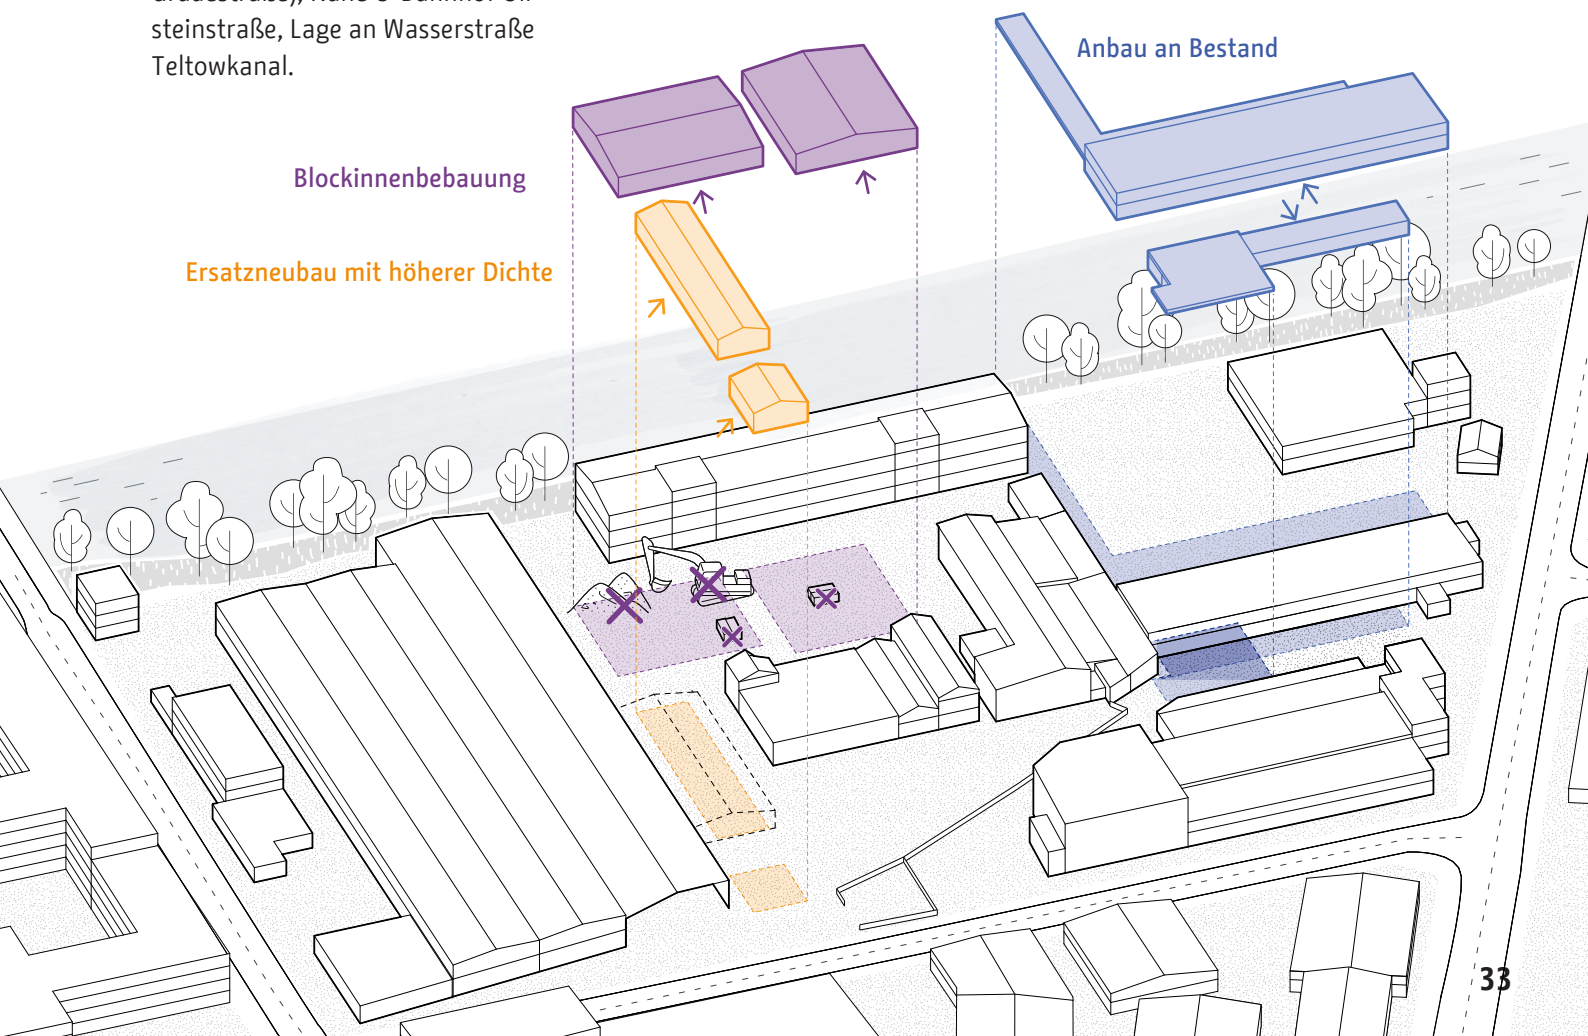 steinstraße, Lage an Wasserstraße
Teltowkanal.
Anbau an Bestand
Blockinnenbebauung
Ersatzneubau mit höherer Dichte
33